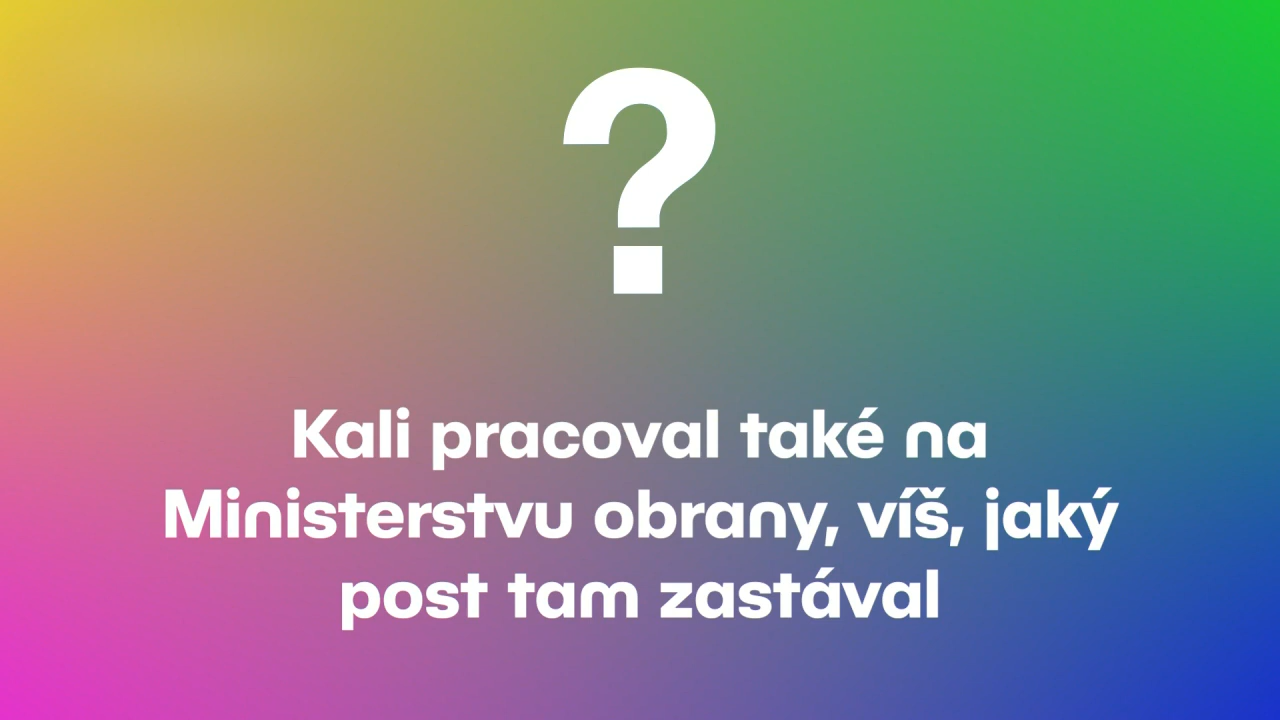 ?
Kali pracoval také na
Ministerstvu obrany, víš, jaký
post tam zastával